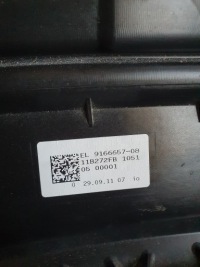 EL 9166657-08
11B272FB 1051
06 00001
0 29.09.11 07 lo